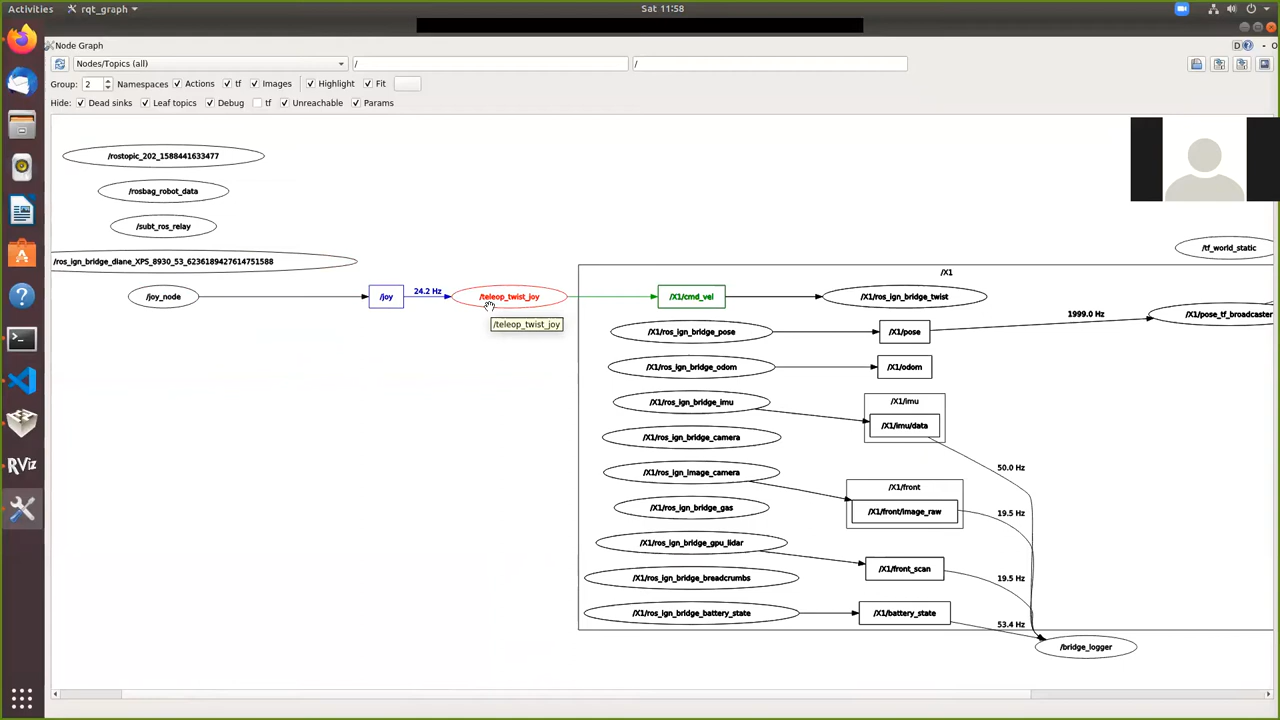 Activities
rqt_graph
Sat 11:58
Node Graph
D
- O
Nodes/Topics (all)
/
/
Group: 2 Namespaces Actions tf Images Highlight Fit
Hide: Dead sinks Leaf topics Debug tf Unreachable Params
/rostopic_202_1588441633477
/rosbag_robot_data
/subt_ros_relay
/ros_ign_bridge_diane_XPS_8930_53_6236189427614751588
/joy_node
/joy
24.2 Hz
/teleop_twist_joy
/teleop_twist_joy
/X1
/X1/cmd_vel
/X1/ros_ign_bridge_twist
/X1/ros_ign_bridge_pose
/X1/pose
1999.0 Hz
/X1/pose_tf_broadcaster
/tf_world_static
/X1/ros_ign_bridge_odom
/X1/odom
/X1/ros_ign_bridge_imu
/X1/imu
/X1/imu/data
50.0 Hz
/X1/ros_ign_bridge_camera
/X1/ros_ign_image_camera
/X1/front
/X1/front/image_raw
19.5 Hz
/X1/ros_ign_bridge_gas
/X1/ros_ign_bridge_gpu_lidar
/X1/front_scan
19.5 Hz
/X1/ros_ign_bridge_breadcrumbs
/X1/ros_ign_bridge_battery_state
/X1/battery_state
53.4 Hz
/bridge_logger
RViz